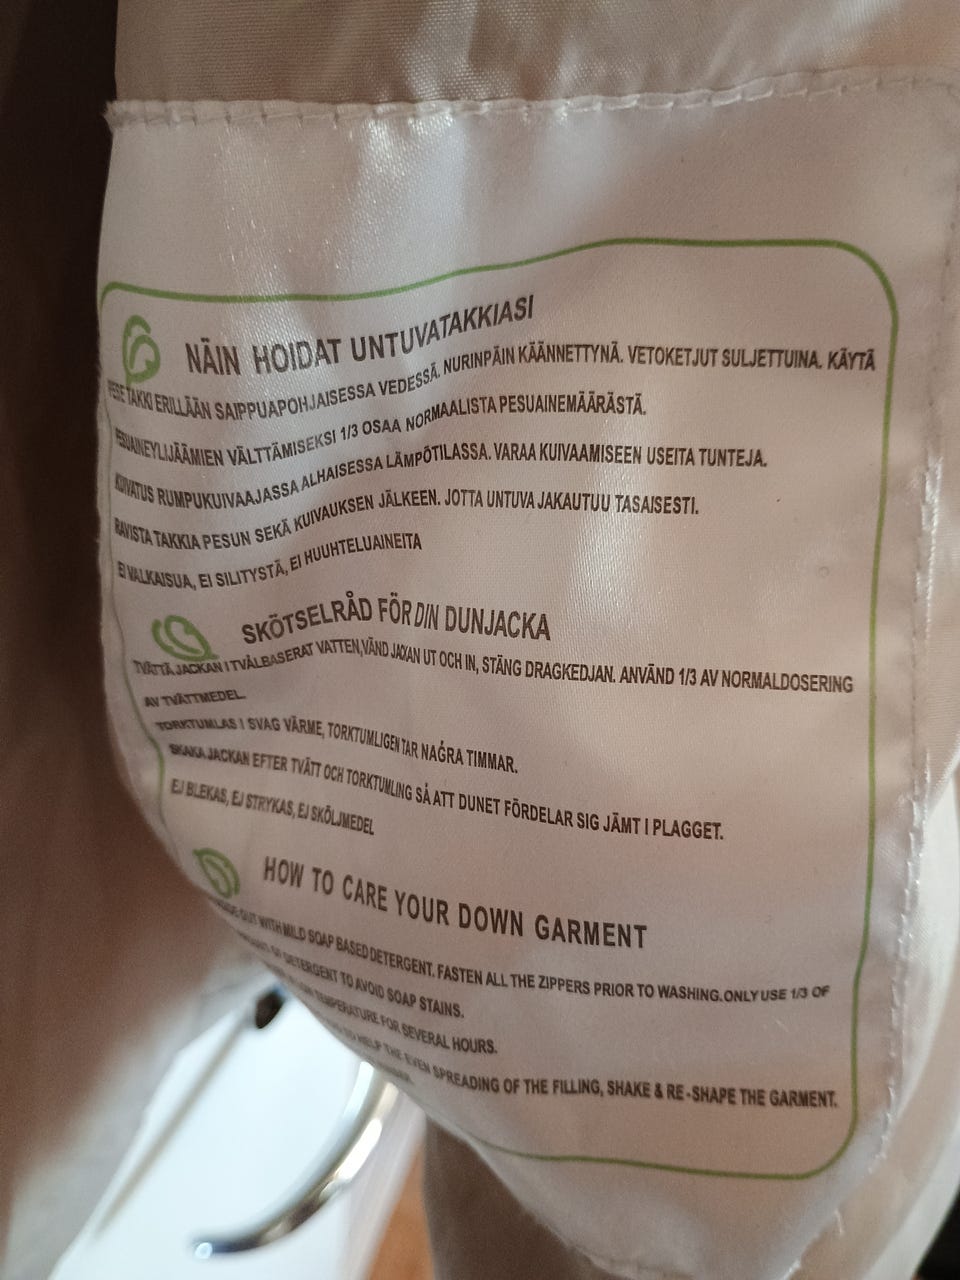 NÄIN HOIDAT UNTUVATAKKIASI
PESE TAKKI ERILLÄÄN SAIPPUAPOHJAISESSA VEDESSÄ. NURINPÄIN KÄÄNNETTYNÄ. VETOKETJUT SULJETTUINA. KÄYTÄ
PESUAINEYLIJÄÄMIEN VÄLTTÄMISEKSI 1/3 OSAA NORMAALISTA PESUAINEMÄÄRÄSTÄ.
KUIVATUS RUMPUKUIVAAJASSA ALHAISESSA LÄMPÖTILASSA. VARAA KUIVAAMISEEN USEITA TUNTEJA.
RAVISTA TAKKIA PESUN SEKÄ KUIVAUKSEN JÄLKEEN. JOTTA UNTUVA JAKAUTUU TASAISESTI.
EI VALKAISUA, EI SILITYSTÄ, EI HUUHTELUAINEITA
SKÖTSELRÅD FÖR DIN DUNJACKA
TVÄTTA JACKAN I TVÅLBASERAT VATTEN, VÄND JACKAN UT OCH IN, STÄNG DRAGKEDJAN. ANVÄND 1/3 AV NORMALDOSERING
AV TVÄTTMEDEL.
TORKTUMLAS I SVAG VÄRME, TORKTUMLIGEN TAR NAGRA TIMMAR.
SKAKA JACKAN EFTER TVÄTT OCH TORKTUMLING SÅ ATT DUNET FÖRDELAR SIG JÄMT I PLAGGET.
EJ BLEKAS, EJ STRYKAS, EJ SKÖLJMEDEL
HOW TO CARE YOUR DOWN GARMENT
OUT WITH MILD SOAP BASED DETERGENT. FASTEN ALL THE ZIPPERS PRIOR TO WASHING. ONLY USE 1/3 OF
OF DETERGENT TO AVOID SOAP STAINS.
TEMPERATURE FOR SEVERAL HOURS.
TO HELP THE EVEN SPREADING OF THE FILLING, SHAKE & RE-SHAPE THE GARMENT.